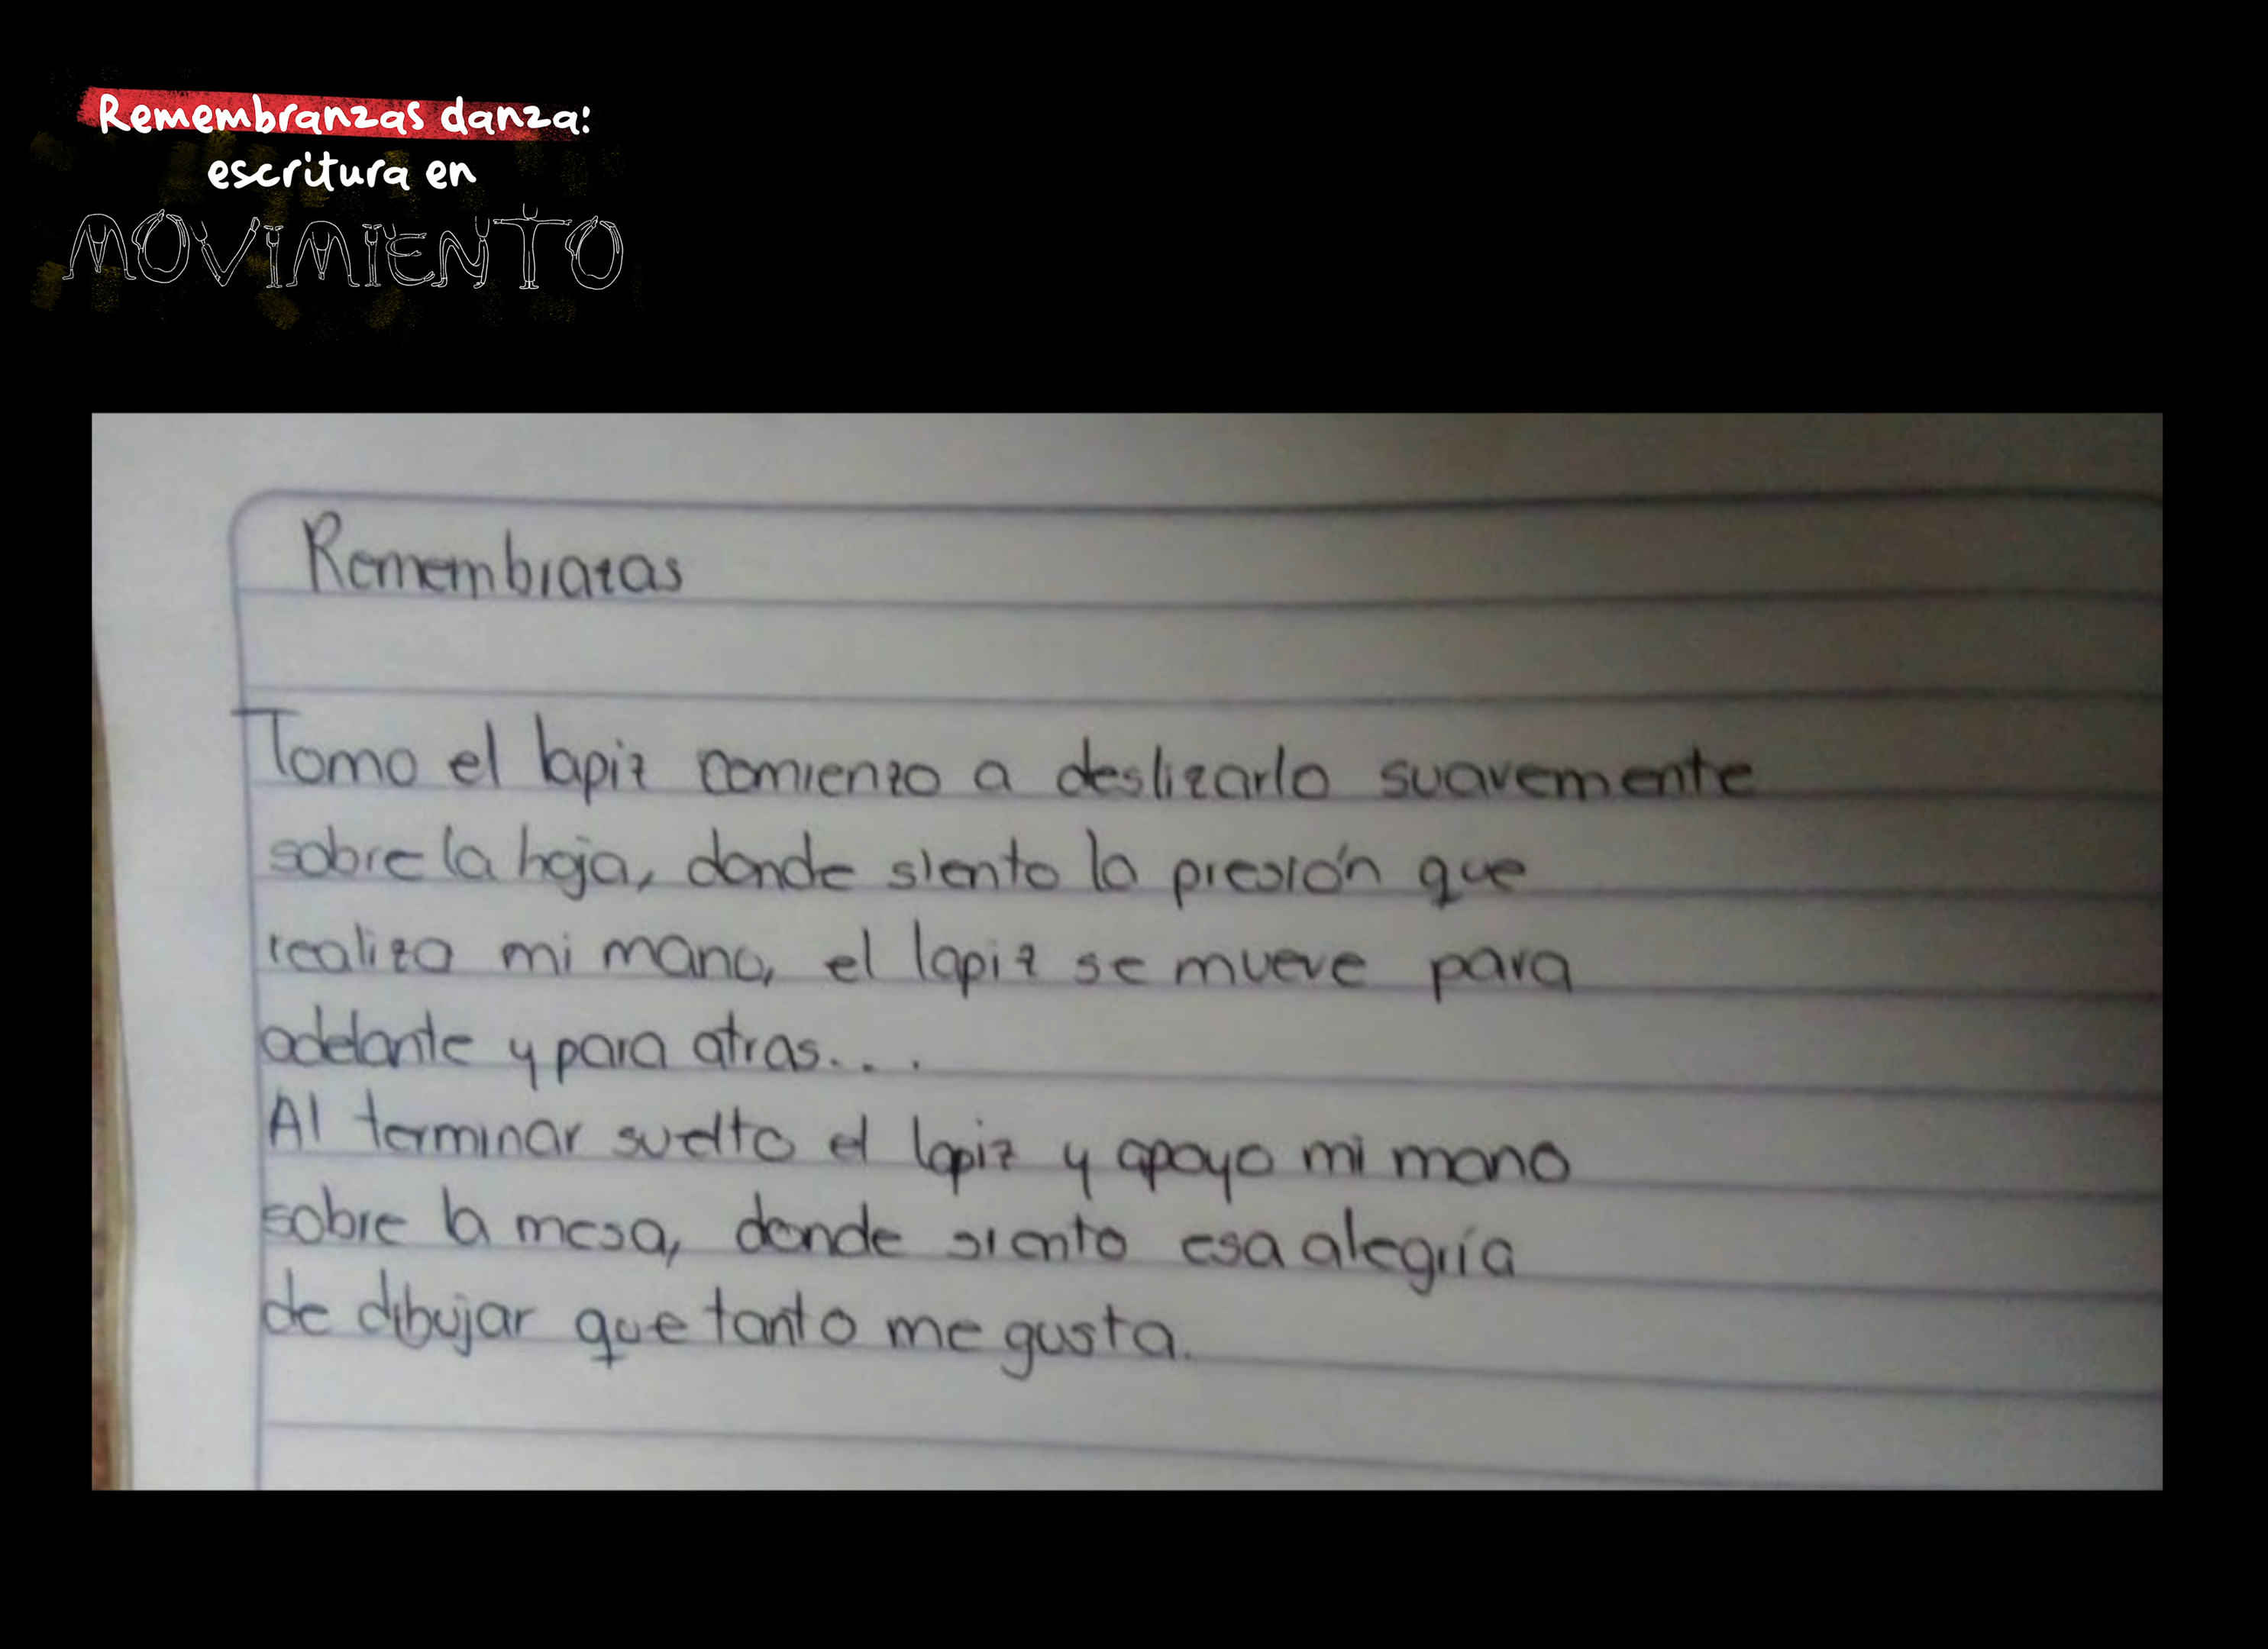 Remembranzas danza:
escritura en
MOVIMIENTO
Remembrazas
Tomo el lapiz comienzo a deslizarlo suavemente
sobre la hoja, donde siento la presión que
realiza mi mano, el lapiz se mueve para
adelante y para atras...
Al terminar suelto el lapiz y apoyo mi mano
sobre la mesa, donde siento esa alegría
de dibujar que tanto me gusta.